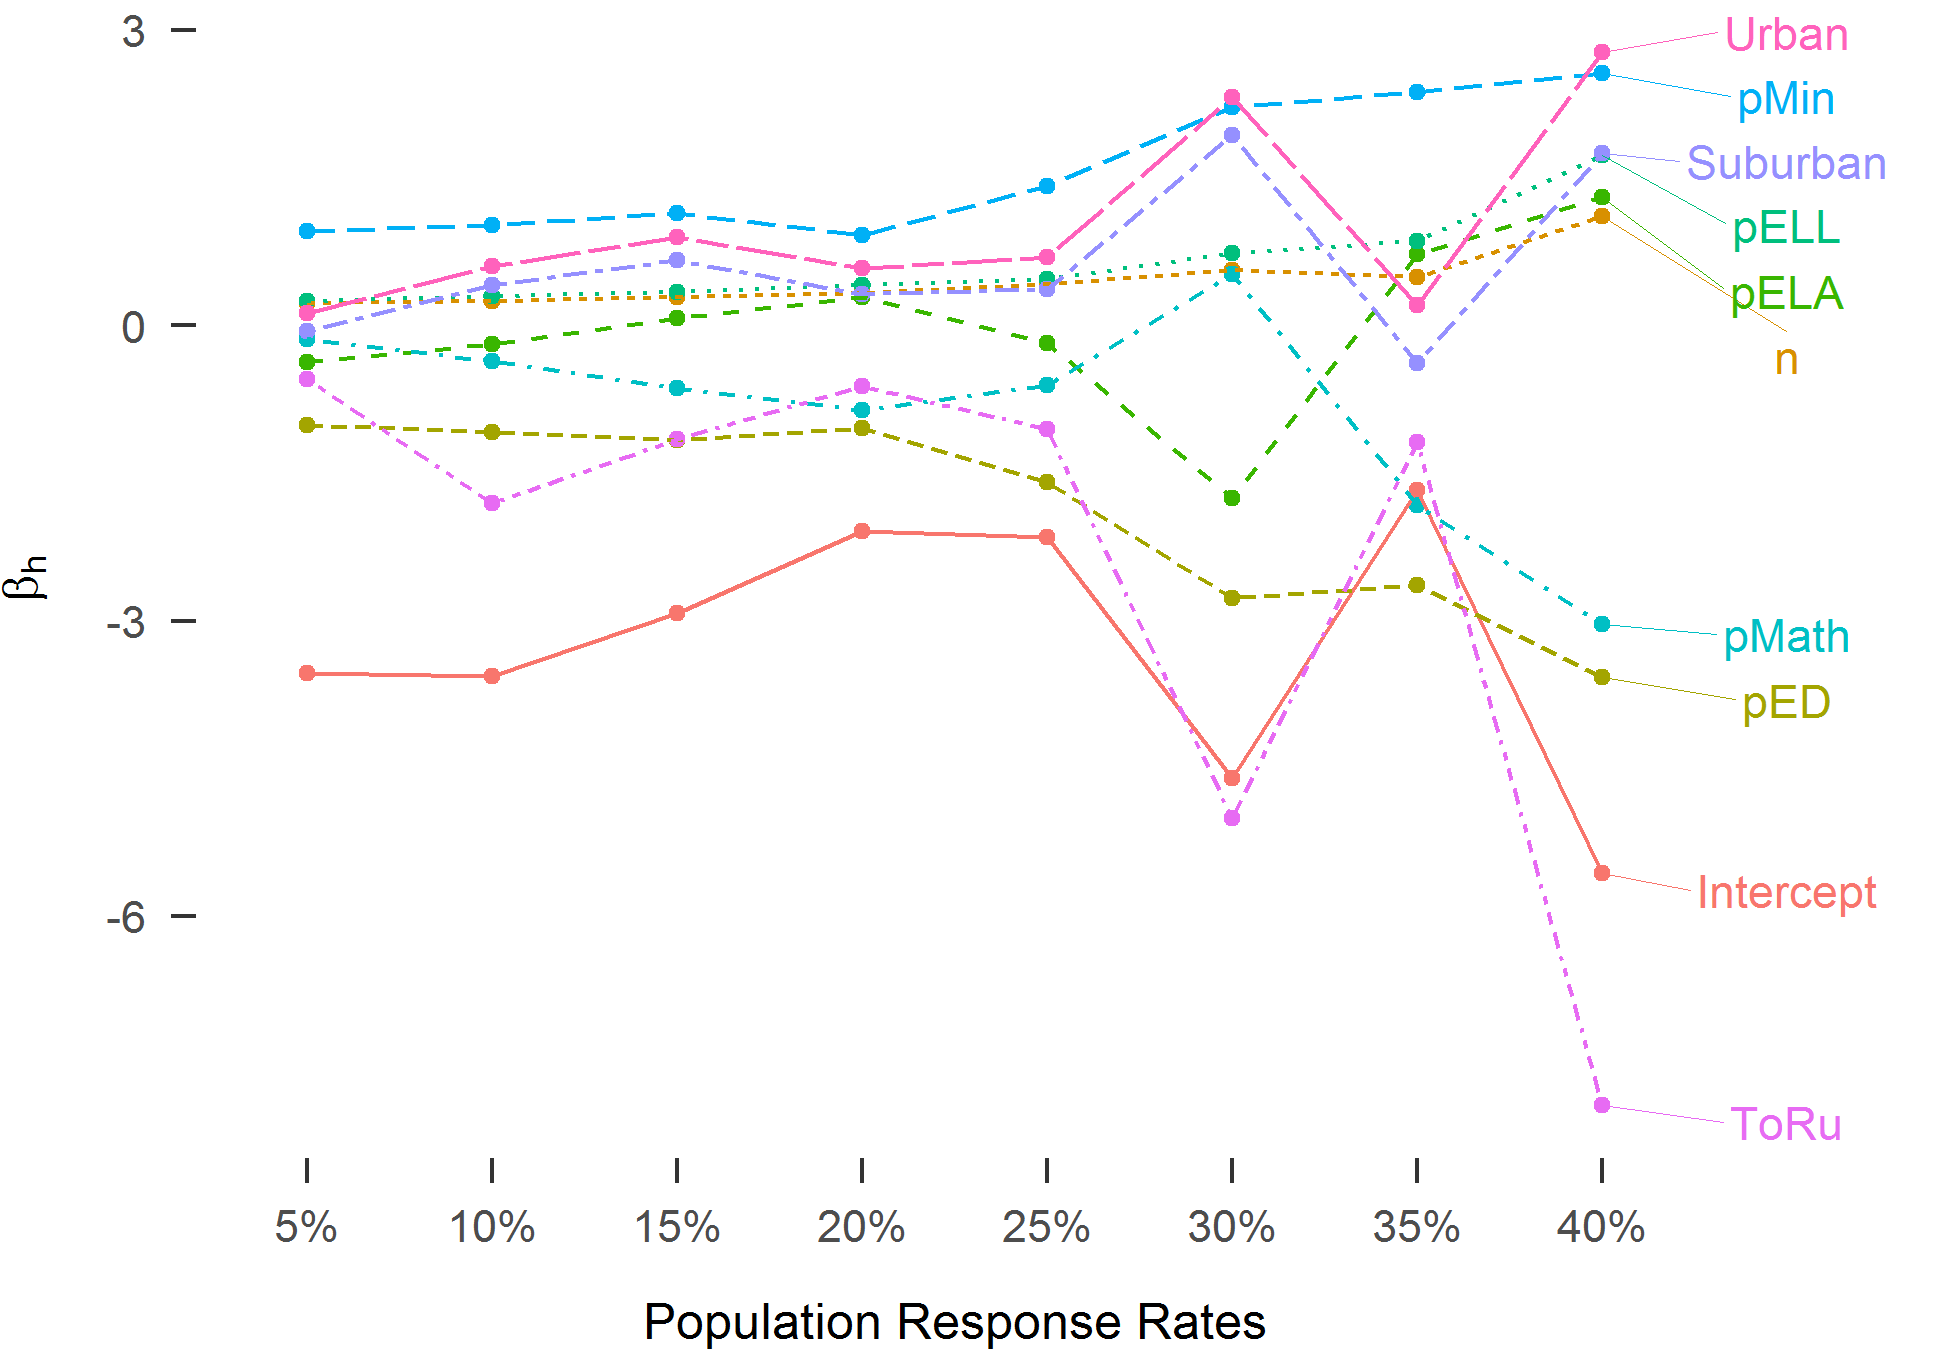 3
0
-3
-6
βh
Urban
pMin
Suburban
pELL
pELA
n
pMath
pED
Intercept
ToRu
5% 10% 15% 20% 25% 30% 35% 40%
Population Response Rates